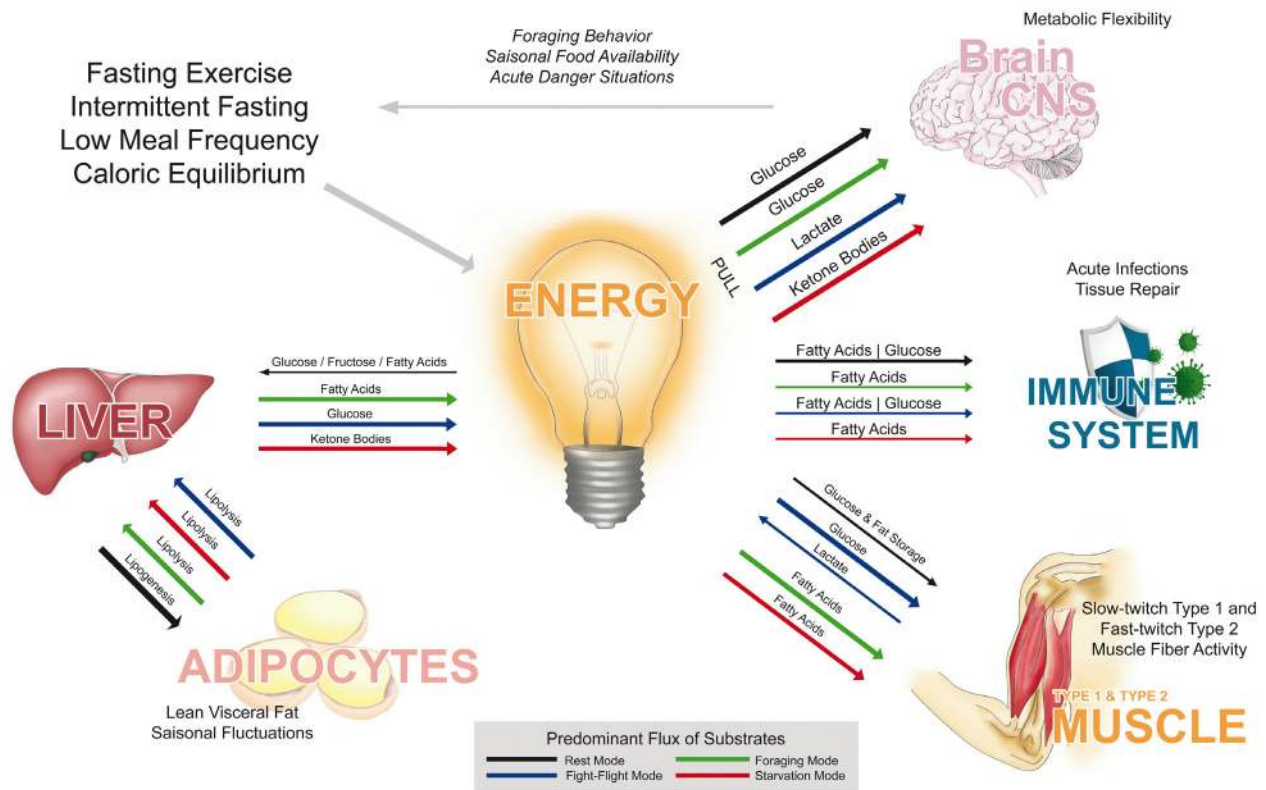 Foraging Behavior
Saisonal Food Availability
Acute Danger Situations
Metabolic Flexibility
Brain
CNS
Fasting Exercise
Intermittent Fasting
Low Meal Frequency
Caloric Equilibrium
Glucose
Glucose
Lactate
Ketone Bodies
PULL
ENERGY
Acute Infections
Tissue Repair
IMMUNE
SYSTEM
Fatty Acids | Glucose
Fatty Acids
Fatty Acids | Glucose
Fatty Acids
Glucose / Fructose / Fatty Acids
Fatty Acids
Glucose
Ketone Bodies
LIVER
Lipolysis
Lipolysis
Lipolysis
Lipogenesis
ADIPOCYTES
Lean Visceral Fat
Saisonal Fluctuations
Glucose & Fat Storage
Glucose
Lactate
Fatty Acids
Fatty Acids
Slow-twitch Type 1 and
Fast-twitch Type 2
Muscle Fiber Activity
TYPE 1 & TYPE 2
MUSCLE
Predominant Flux of Substrates
Rest Mode
Foraging Mode
Fight-Flight Mode
Starvation Mode